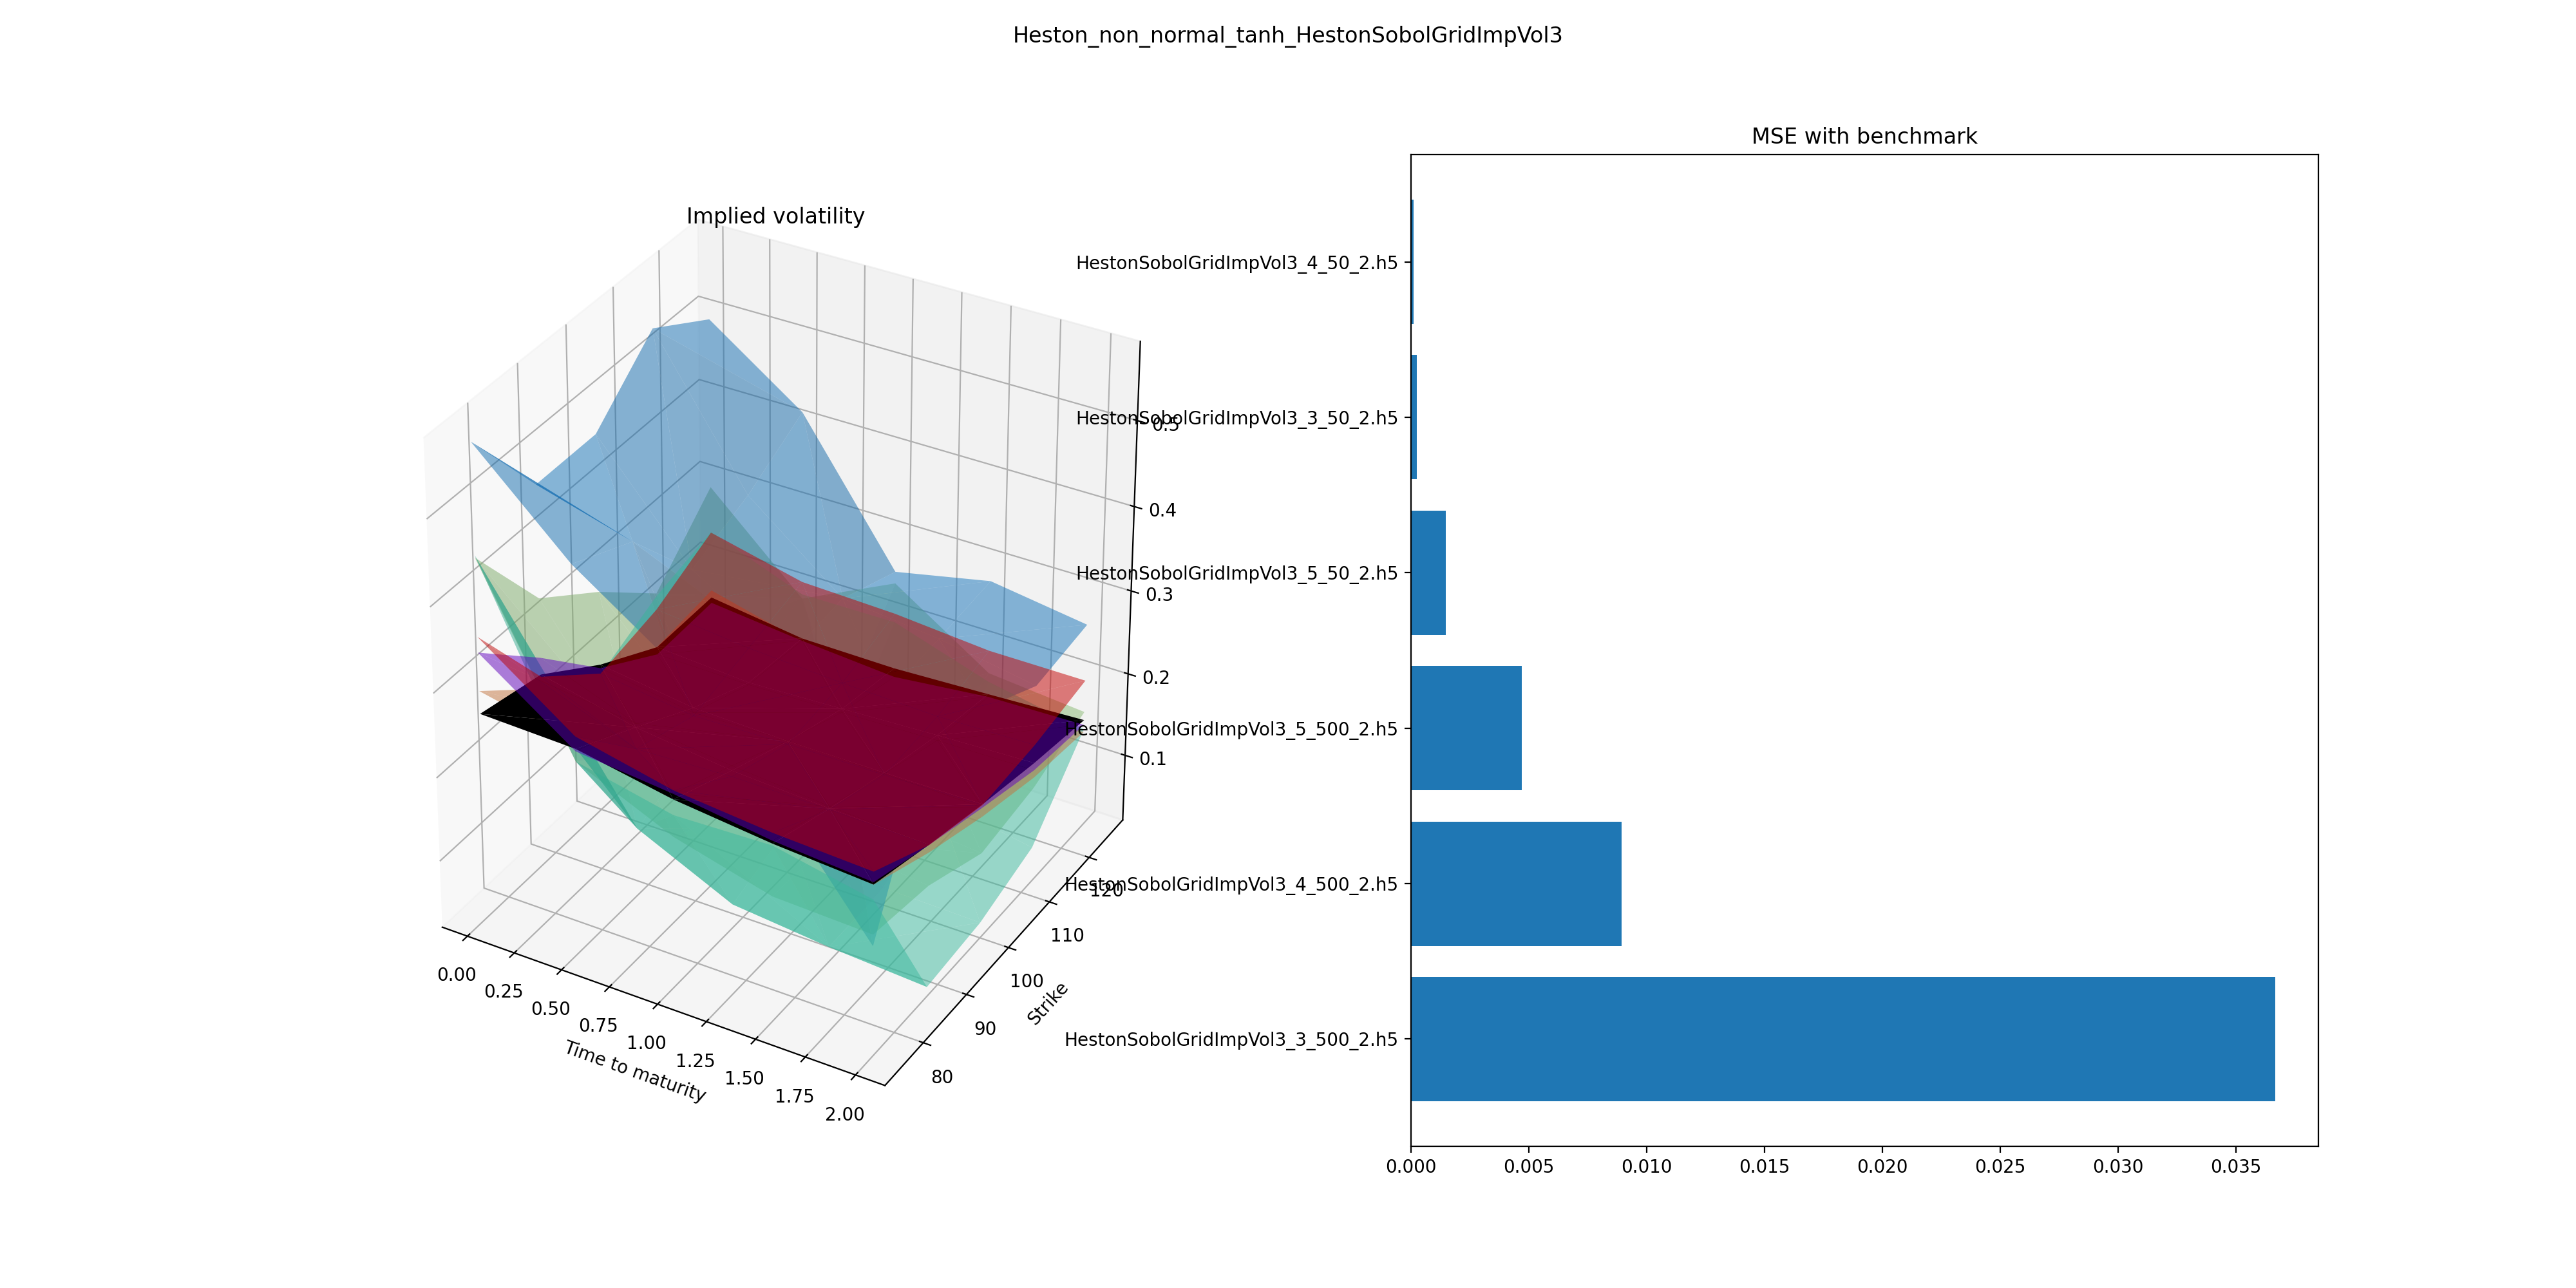 Heston_non_normal_tanh_HestonSobolGridImpVol3
Implied volatility
0.5
0.4
0.3
0.2
0.1
120
110
100
90
80
Strike
0.00
0.25
0.50
0.75
1.00
1.25
1.50
1.75
2.00
Time to maturity
MSE with benchmark
HestonSobolGridImpVol3_4_50_2.h5
HestonSobolGridImpVol3_3_50_2.h5
HestonSobolGridImpVol3_5_50_2.h5
HestonSobolGridImpVol3_5_500_2.h5
HestonSobolGridImpVol3_4_500_2.h5
HestonSobolGridImpVol3_3_500_2.h5
0.000 0.005 0.010 0.015 0.020 0.025 0.030 0.035